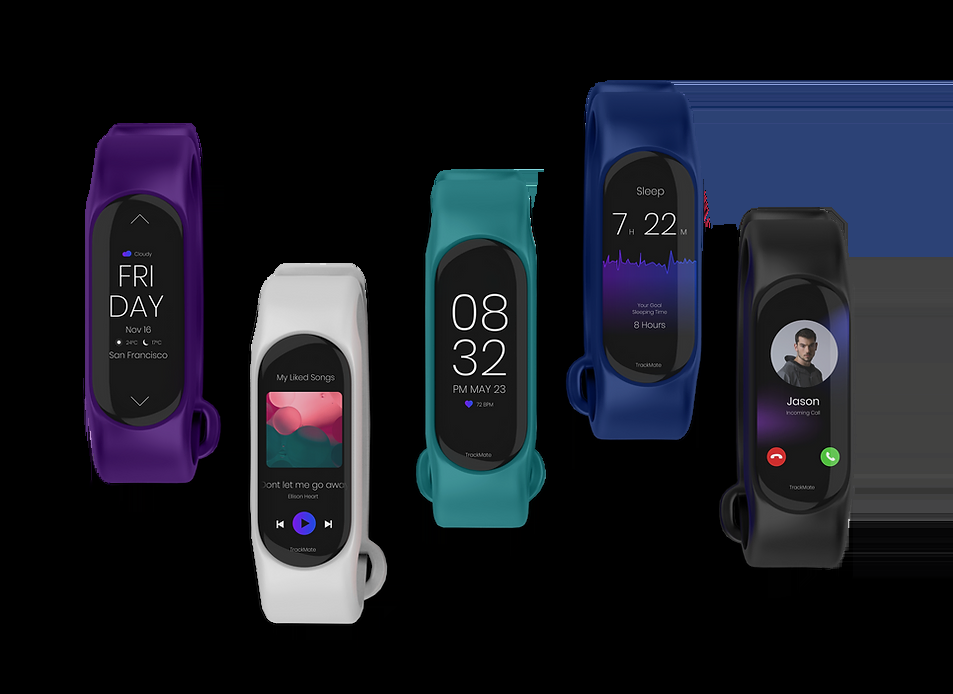 Cloudy
FRI
DAY
Nov 16
24°C 17°C
San Francisco
My Liked Songs
Dont let me go awa
Ellieon Heart
TrackMate
08
32
PM MAY 23
72 BPM
TrackMate
Sleep
7 H 22 M
Your Goal
Sleeping Time
8 Hours
TrackMate
Jason
Incoming Call
TrackMate